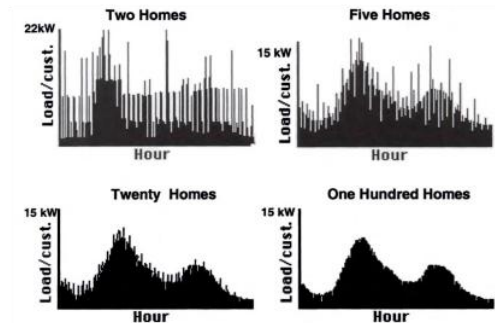 Two Homes
22kW
Load/cust.
Hour
Five Homes
15 kW
Load/cust.
Hour
Twenty Homes
15 kW
Load/cust.
Hour
One Hundred Homes
15 kW
Load/cust.
Hour